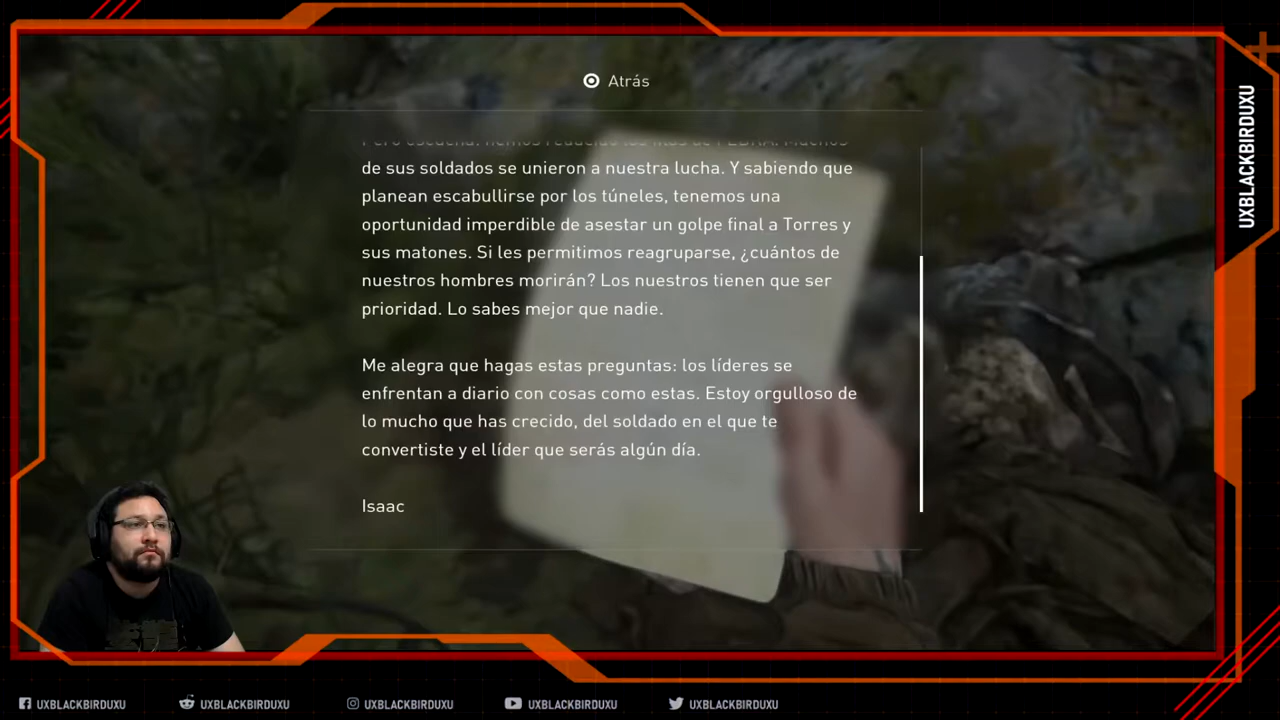 Atrás
UXBLACKBIRDUXU
de sus soldados se unieron a nuestra lucha. Y sabiendo que
planean escabullirse por los túneles, tenemos una
oportunidad imperdible de asestar un golpe final a Torres y
sus matones. Si les permitimos reagruparse, ¿cuántos de
nuestros hombres morirán? Los nuestros tienen que ser
prioridad. Lo sabes mejor que nadie.
Me alegra que hagas estas preguntas: los líderes se
enfrentan a diario con cosas como estas. Estoy orgulloso de
lo mucho que has crecido, del soldado en el que te
convertiste y el líder que serás algún día.
Isaac
UXBLACKBIRDUXU UXBLACKBIRDUXU UXBLACKBIRDUXU UXBLACKBIRDUXU UXBLACKBIRDUXU